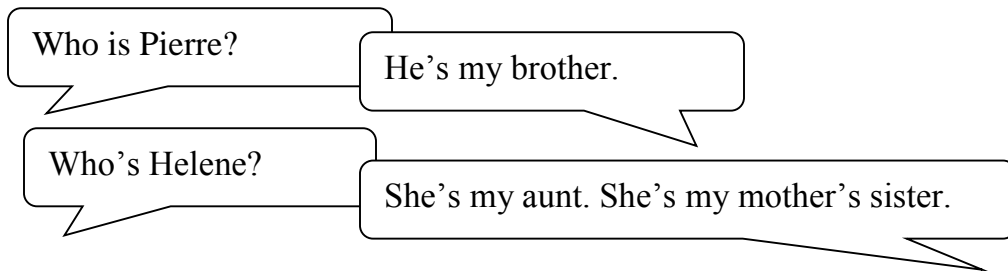 Who is Pierre?
He’s my brother.
Who’s Helene?
She’s my aunt. She’s my mother’s sister.